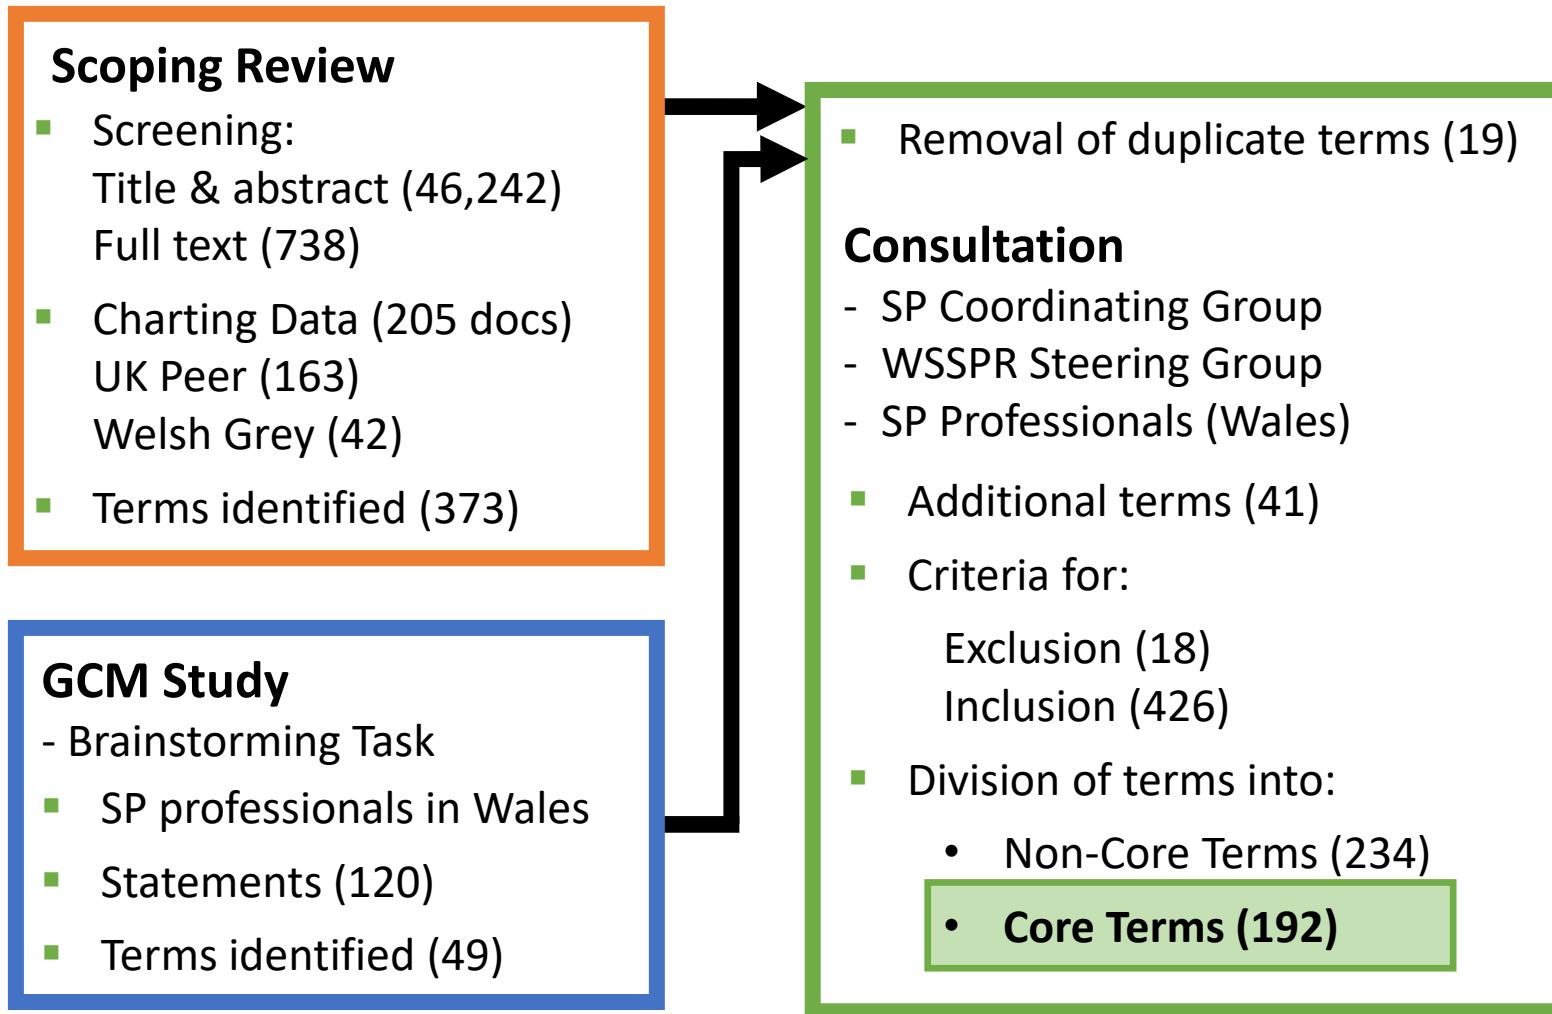 Scoping Review
▪ Screening:
Title & abstract (46,242)
Full text (738)
▪ Charting Data (205 docs)
UK Peer (163)
Welsh Grey (42)
▪ Terms identified (373)
GCM Study
- Brainstorming Task
▪ SP professionals in Wales
▪ Statements (120)
▪ Terms identified (49)
▪ Removal of duplicate terms (19)
Consultation
- SP Coordinating Group
- WSSPR Steering Group
- SP Professionals (Wales)
▪ Additional terms (41)
▪ Criteria for:
Exclusion (18)
Inclusion (426)
▪ Division of terms into:
• Non-Core Terms (234)
• Core Terms (192)